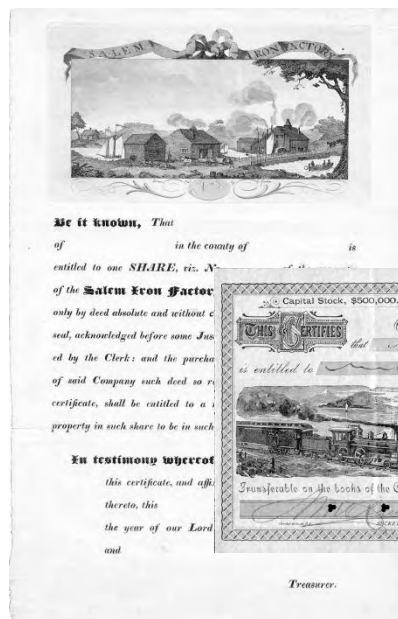 SALEM IRON FACTORY
Be it known, That
of in the county of is
entitled to one SHARE, viz.
of the Salem Iron Factor
only by deed absolute and without c
seal, acknowledged before some Jus
ed by the Clerk: and the purcha
of said Company such deed so r
certificate, shall be entitled to a
property in such share to be in such
In testimony whereof
this certificate, and affi
thereto, this
the year of our Lord
and
Treasurer.
Capital Stock, $500,000.
THIS CERTIFIES
that
is entitled to
Transferable on the books of the C